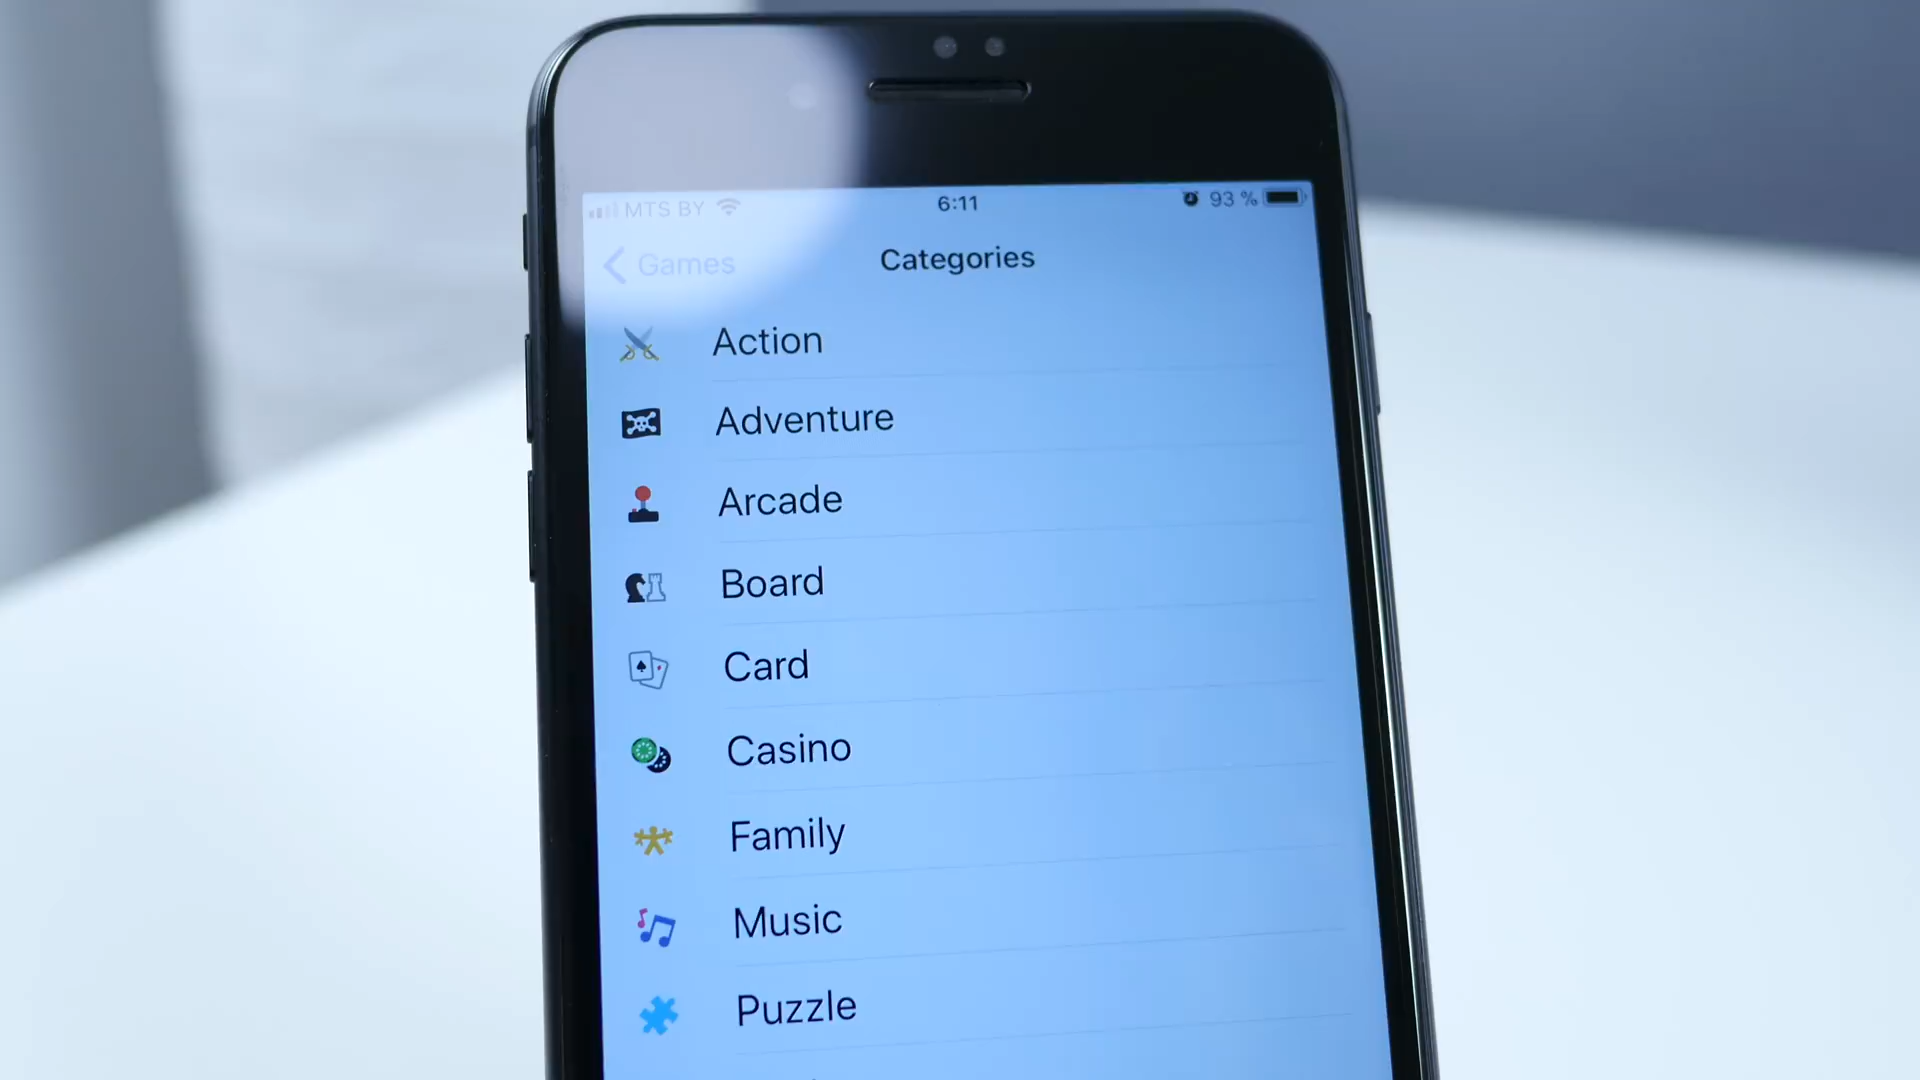 MTS BY 6:11 93 %
Games Categories
Action
Adventure
Arcade
Board
Card
Casino
Family
Music
Puzzle